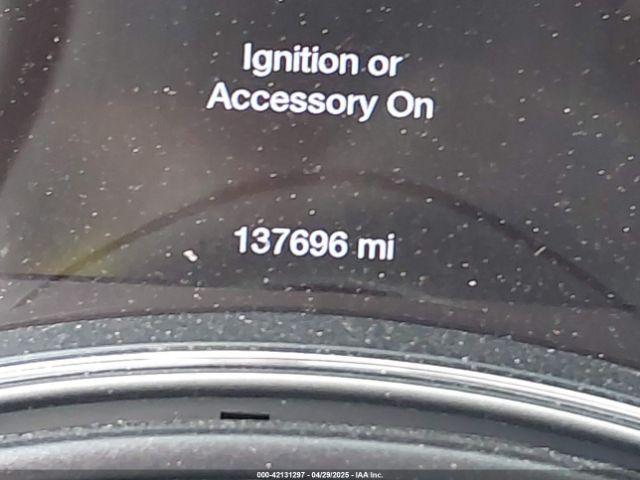 Ignition or
Accessory On
137696 mi
000-42131297 - 04/29/2025 - IAA Inc.